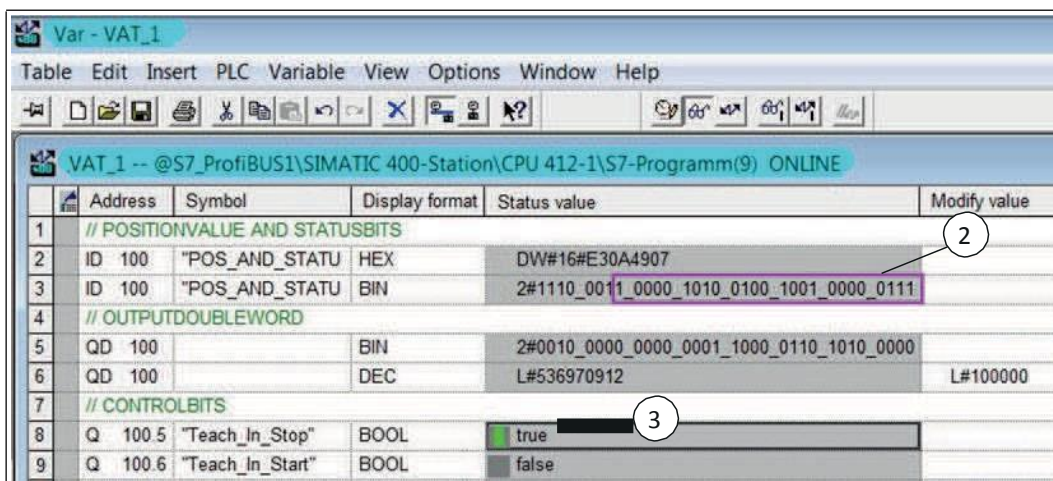 Var - VAT_1
Table Edit Insert PLC Variable View Options Window Help
VAT_1 -- @S7_ProfiBUS1\SIMATIC 400-Station\CPU 412-1\S7-Programm(9) ONLINE
Address Symbol Display format Status value Modify value
1 // POSITIONVALUE AND STATUSBITS
2
2 ID 100 "POS_AND_STATU HEX DW#16#E30A4907
3 ID 100 "POS_AND_STATU BIN 2#1110_0011_0000_1010_0100_1001_0000_0111
4 // OUTPUTDOUBLEWORD
5 QD 100 BIN 2#0010_0000_0000_0001_1000_0110_1010_0000
6 QD 100 DEC L#536970912 L#100000
7 // CONTROLBITS
3
8 Q 100.5 "Teach_In_Stop" BOOL true
9 Q 100.6 "Teach_In_Start" BOOL false